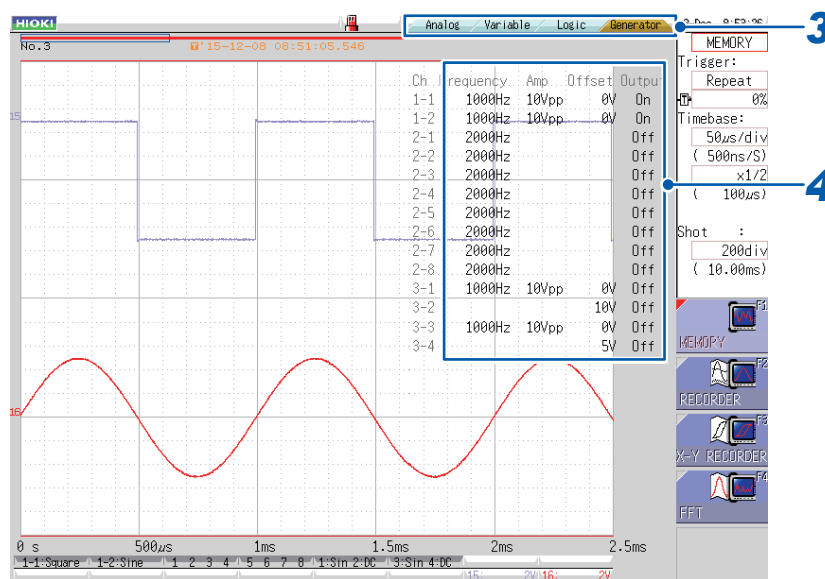 HIOKI
Analog Variable Logic Generator
3
No.3
'15-12-08 08:51:05.546
MEMORY
Trigger:
Repeat
0%
Timebase:
50µs/div
( 500ns/S)
x1/2
( 100µs)
Shot :
200div
( 10.00ms)
Ch Frequency Amp Offset Output
1-1 1000Hz 10Vpp 0V On
1-2 1000Hz 10Vpp 0V On
2-1 2000Hz Off
2-2 2000Hz Off
2-3 2000Hz Off
2-4 2000Hz Off
2-5 2000Hz Off
2-6 2000Hz Off
2-7 2000Hz Off
2-8 2000Hz Off
3-1 1000Hz 10Vpp 0V Off
3-2 10V Off
3-3 1000Hz 10Vpp 0V Off
3-4 5V Off
4
15
16
F1
MEMORY
F2
RECORDER
F3
X-Y RECORDER
F4
FFT
0 s 500µs 1ms 1.5ms 2ms 2.5ms
1-1:Square 1-2:Sine 1 2 3 4 5 6 7 8 1:Sin 2:DC 3:Sin 4:DC
15: 2V 16: 2V